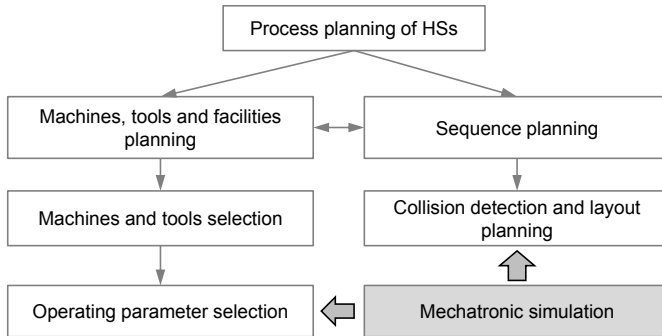 Process planning of HSs
Machines, tools and facilities
planning
Sequence planning
Machines and tools selection
Collision detection and layout
planning
Operating parameter selection
Mechatronic simulation